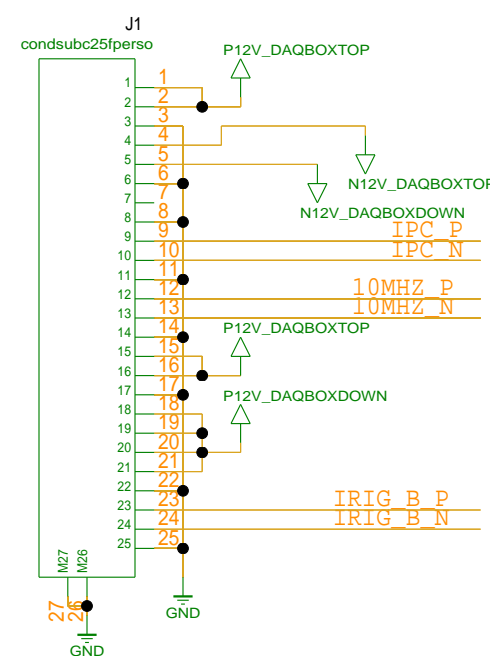 J1
condsubc25fperso
P12V_DAQBOXTOP
1 1
2 2
3 3
4 4
5 5
6 6
N12V_DAQBOXTOP
7 7
8 8
N12V_DAQBOXDOWN
9 9 IPC_P
10 10 IPC_N
11 11
12 12 10MHZ_P
13 13 10MHZ_N
14 14
P12V_DAQBOXTOP
15 15
16 16
17 17
P12V_DAQBOXDOWN
18 18
19 19
20 20
21 21
22 22
23 23 IRIG_B_P
24 24 IRIG_B_N
25 25
M27 M26
27 26
GND
GND